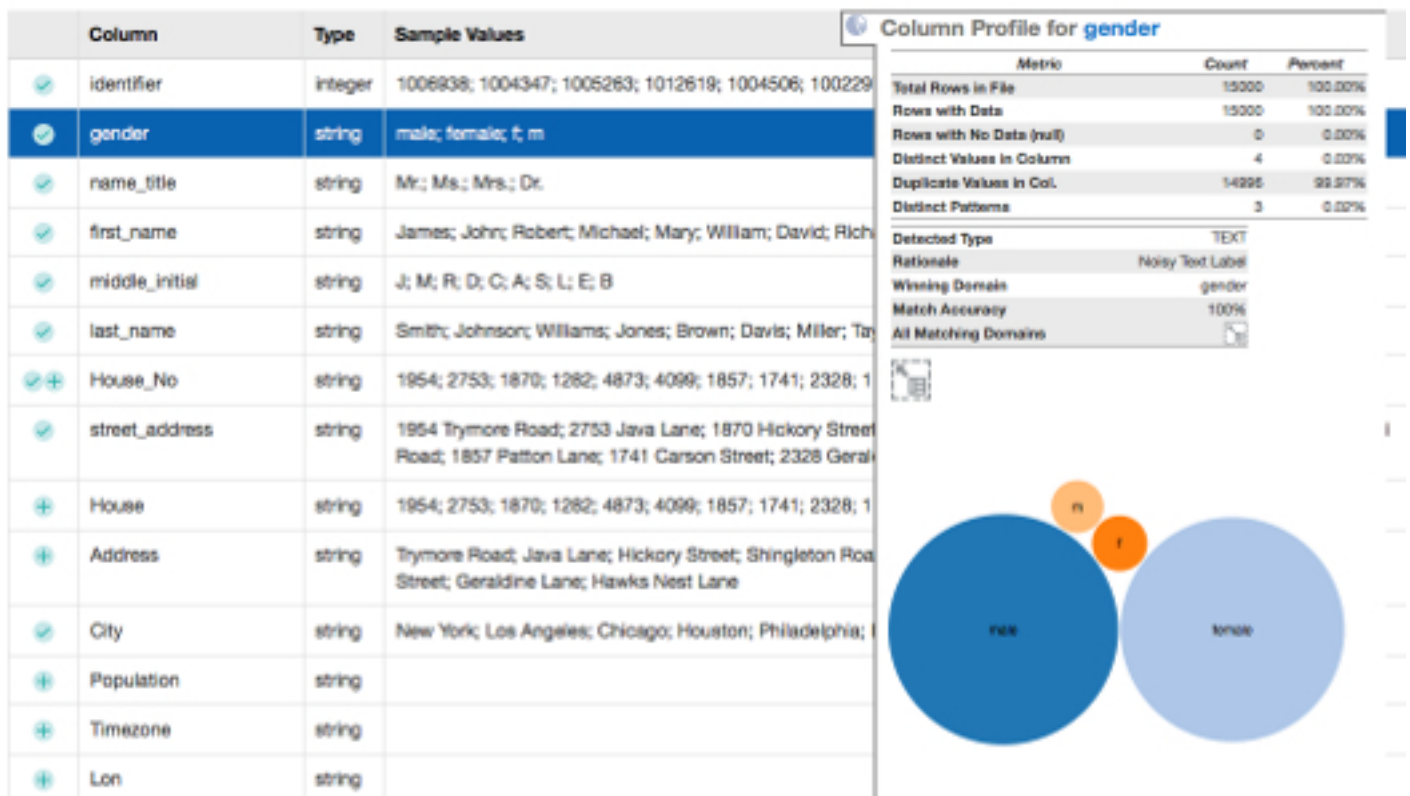 Column Type Sample Values
identifier integer 1006938; 1004347; 1005263; 1012619; 1004506; 100229
gender string male; female; f; m
name_title string Mr.; Ms.; Mrs.; Dr.
first_name string James; John; Robert; Michael; Mary; William; David; Rich
middle_initial string J; M; R; D; C; A; S; L; E; B
last_name string Smith; Johnson; Williams; Jones; Brown; Davis; Miller; Tay
House_No string 1954; 2753; 1870; 1282; 4873; 4099; 1857; 1741; 2328; 1
street_address string 1954 Trymore Road; 2753 Java Lane; 1870 Hickory Street
Road; 1857 Patton Lane; 1741 Carson Street; 2328 Geral
House string 1954; 2753; 1870; 1282; 4873; 4099; 1857; 1741; 2328; 1
Address string Trymore Road; Java Lane; Hickory Street; Shingleton Roa
Street; Geraldine Lane; Hawks Nest Lane
City string New York; Los Angeles; Chicago; Houston; Philadelphia;
Population string
Timezone string
Lon string
Column Profile for gender
Metric Count Percent
Total Rows in File 15000 100.00%
Rows with Data 15000 100.00%
Rows with No Data (null) 0 0.00%
Distinct Values in Column 4 0.03%
Duplicate Values in Col. 14996 99.97%
Distinct Patterns 3 0.02%
Detected Type TEXT
Rationale Noisy Text Label
Winning Domain gender
Match Accuracy 100%
All Matching Domains
m
f
male
female